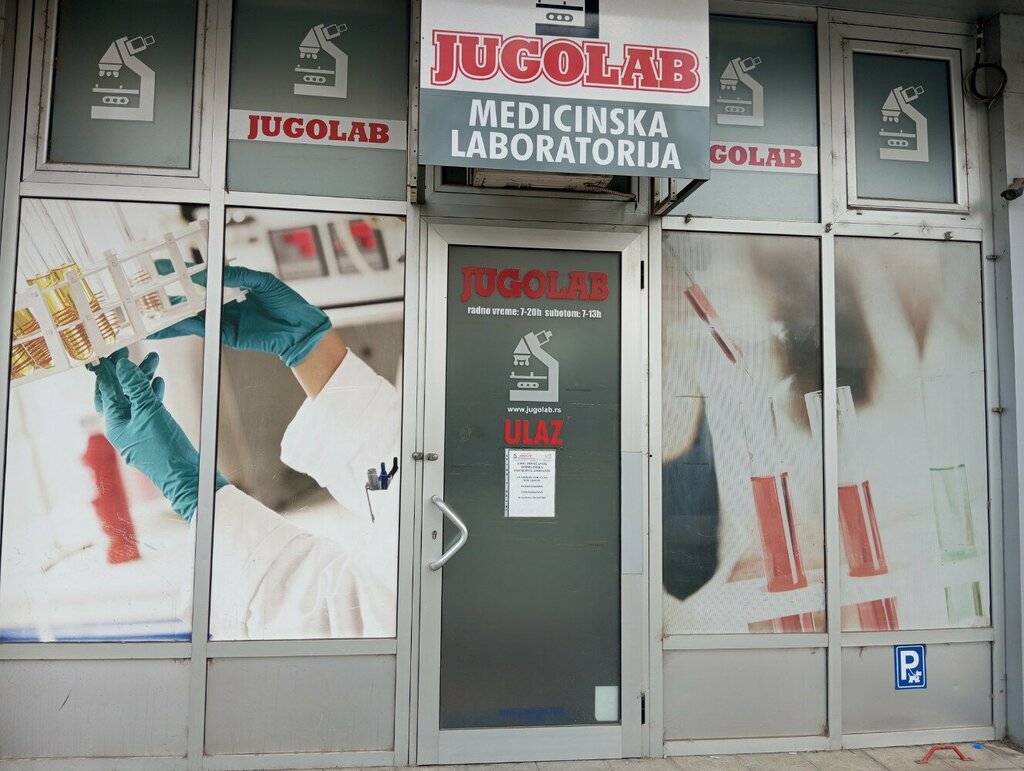 JUGOLAB
MEDICINSKA
LABORATORIJA
JUGOLAB
GOLAB
JUGOLAB
radno vreme: 7-20h subotom: 7-13h
www.jugolab.rs
ULAZ
P